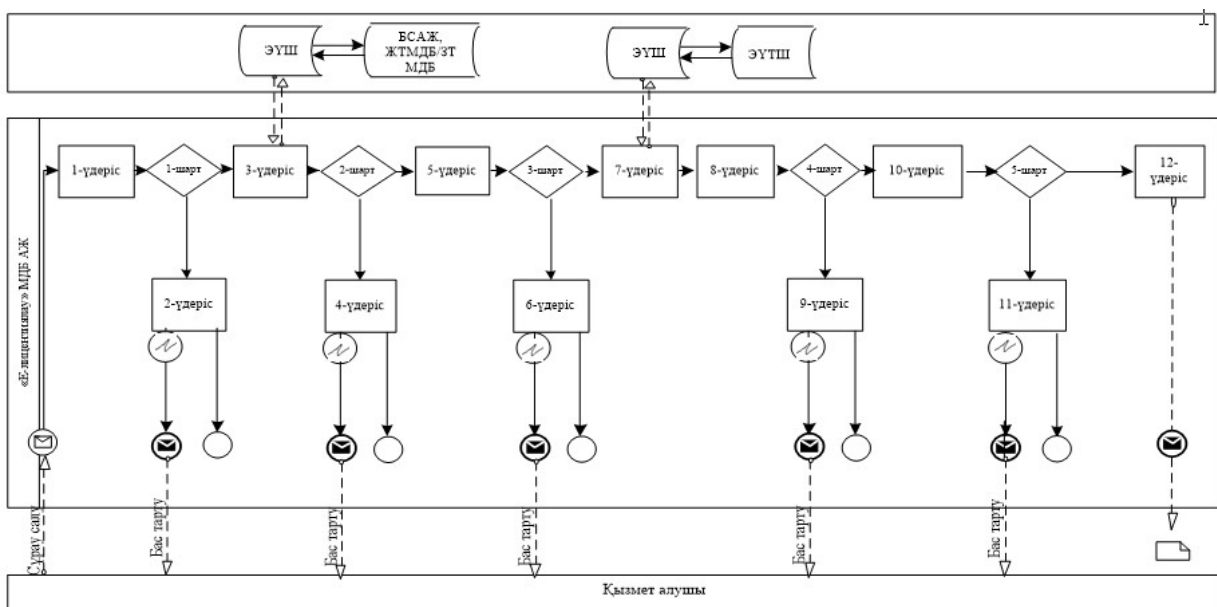 ЭҮШ
БСАЖ,
ЖТМДБ/ЗТ
МДБ
ЭҮШ
ЭҮТШ
«Е-лицензиялау» МДБ АЖ
1-үдеріс
1-шарт
3-үдеріс
2-шарт
5-үдеріс
3-шарт
7-үдеріс
8-үдеріс
4-шарт
10-үдеріс
5-шарт
12-
үдеріс
2-үдеріс
4-үдеріс
6-үдеріс
9-үдеріс
11-үдеріс
Сұрау салу
Бас тарту
Бас тарту
Бас тарту
Бас тарту
Бас тарту
Қызмет алушы